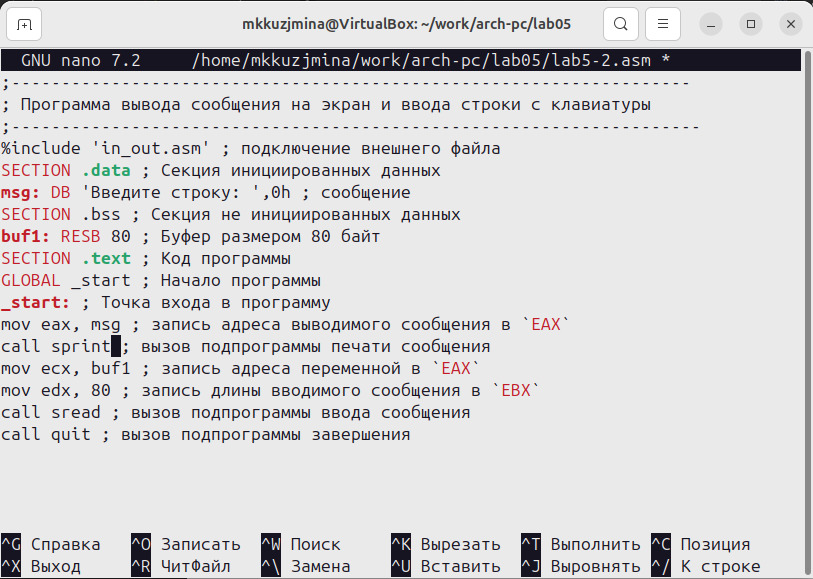 mkkuzjmina@VirtualBox: ~/work/arch-pc/lab05
GNU nano 7.2 /home/mkkuzjmina/work/arch-pc/lab05/lab5-2.asm *
;--------------------------------------------------------------------
; Программа вывода сообщения на экран и ввода строки с клавиатуры
;---------------------------------------------------------------------
%include 'in_out.asm' ; подключение внешнего файла
SECTION .data ; Секция инициированных данных
msg: DB 'Введите строку: ',0h ; сообщение
SECTION .bss ; Секция не инициированных данных
buf1: RESB 80 ; Буфер размером 80 байт
SECTION .text ; Код программы
GLOBAL _start ; Начало программы
_start: ; Точка входа в программу
mov eax, msg ; запись адреса выводимого сообщения в `EAX`
call sprint ; вызов подпрограммы печати сообщения
mov ecx, buf1 ; запись адреса переменной в `EAX`
mov edx, 80 ; запись длины вводимого сообщения в `EBX`
call sread ; вызов подпрограммы ввода сообщения
call quit ; вызов подпрограммы завершения
^G Справка ^O Записать ^W Поиск ^K Вырезать ^T Выполнить ^C Позиция
^X Выход ^R ЧитФайл ^\ Замена ^U Вставить ^J Выровнять ^/ К строке